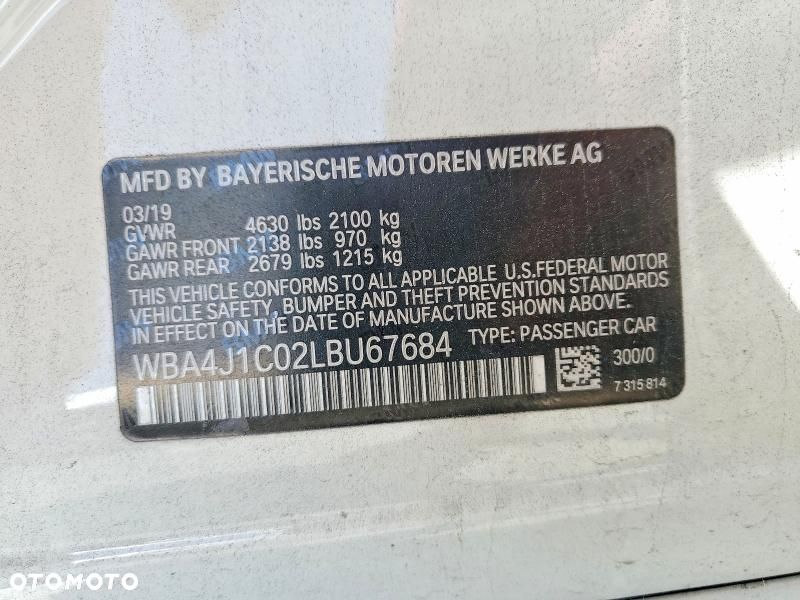 MFD BY BAYERISCHE MOTOREN WERKE AG
03/19
GVWR 4630 lbs 2100 kg
GAWR FRONT 2138 lbs 970 kg
GAWR REAR 2679 lbs 1215 kg
THIS VEHICLE CONFORMS TO ALL APPLICABLE U.S.FEDERAL MOTOR
VEHICLE SAFETY, BUMPER AND THEFT PREVENTION STANDARDS
IN EFFECT ON THE DATE OF MANUFACTURE SHOWN ABOVE.
WBA4J1C02LBU67684 TYPE: PASSENGER CAR
300/0
7 315 814
OTOMOTO